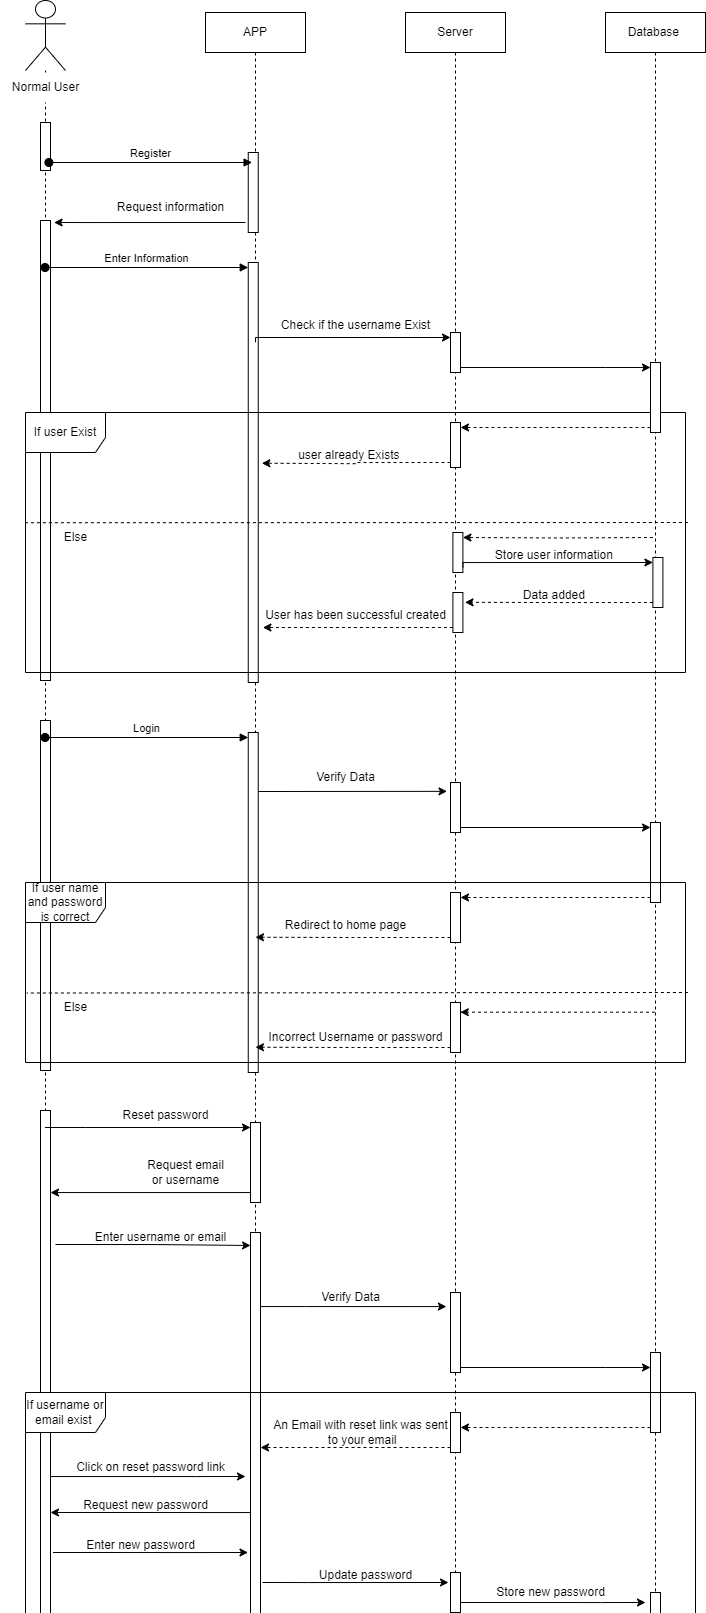 APP
Server
Database
Normal User
Register
Request information
Enter Information
Check if the username Exist
If user Exist
user already Exists
Else
Store user information
Data added
User has been successful created
Login
Verify Data
If user name
and password
is correct
Redirect to home page
Else
Incorrect Username or password
Reset password
Request email
or username
Enter username or email
Verify Data
If username or
email exist
An Email with reset link was sent
to your email
Click on reset password link
Request new password
Enter new password
Update password
Store new password